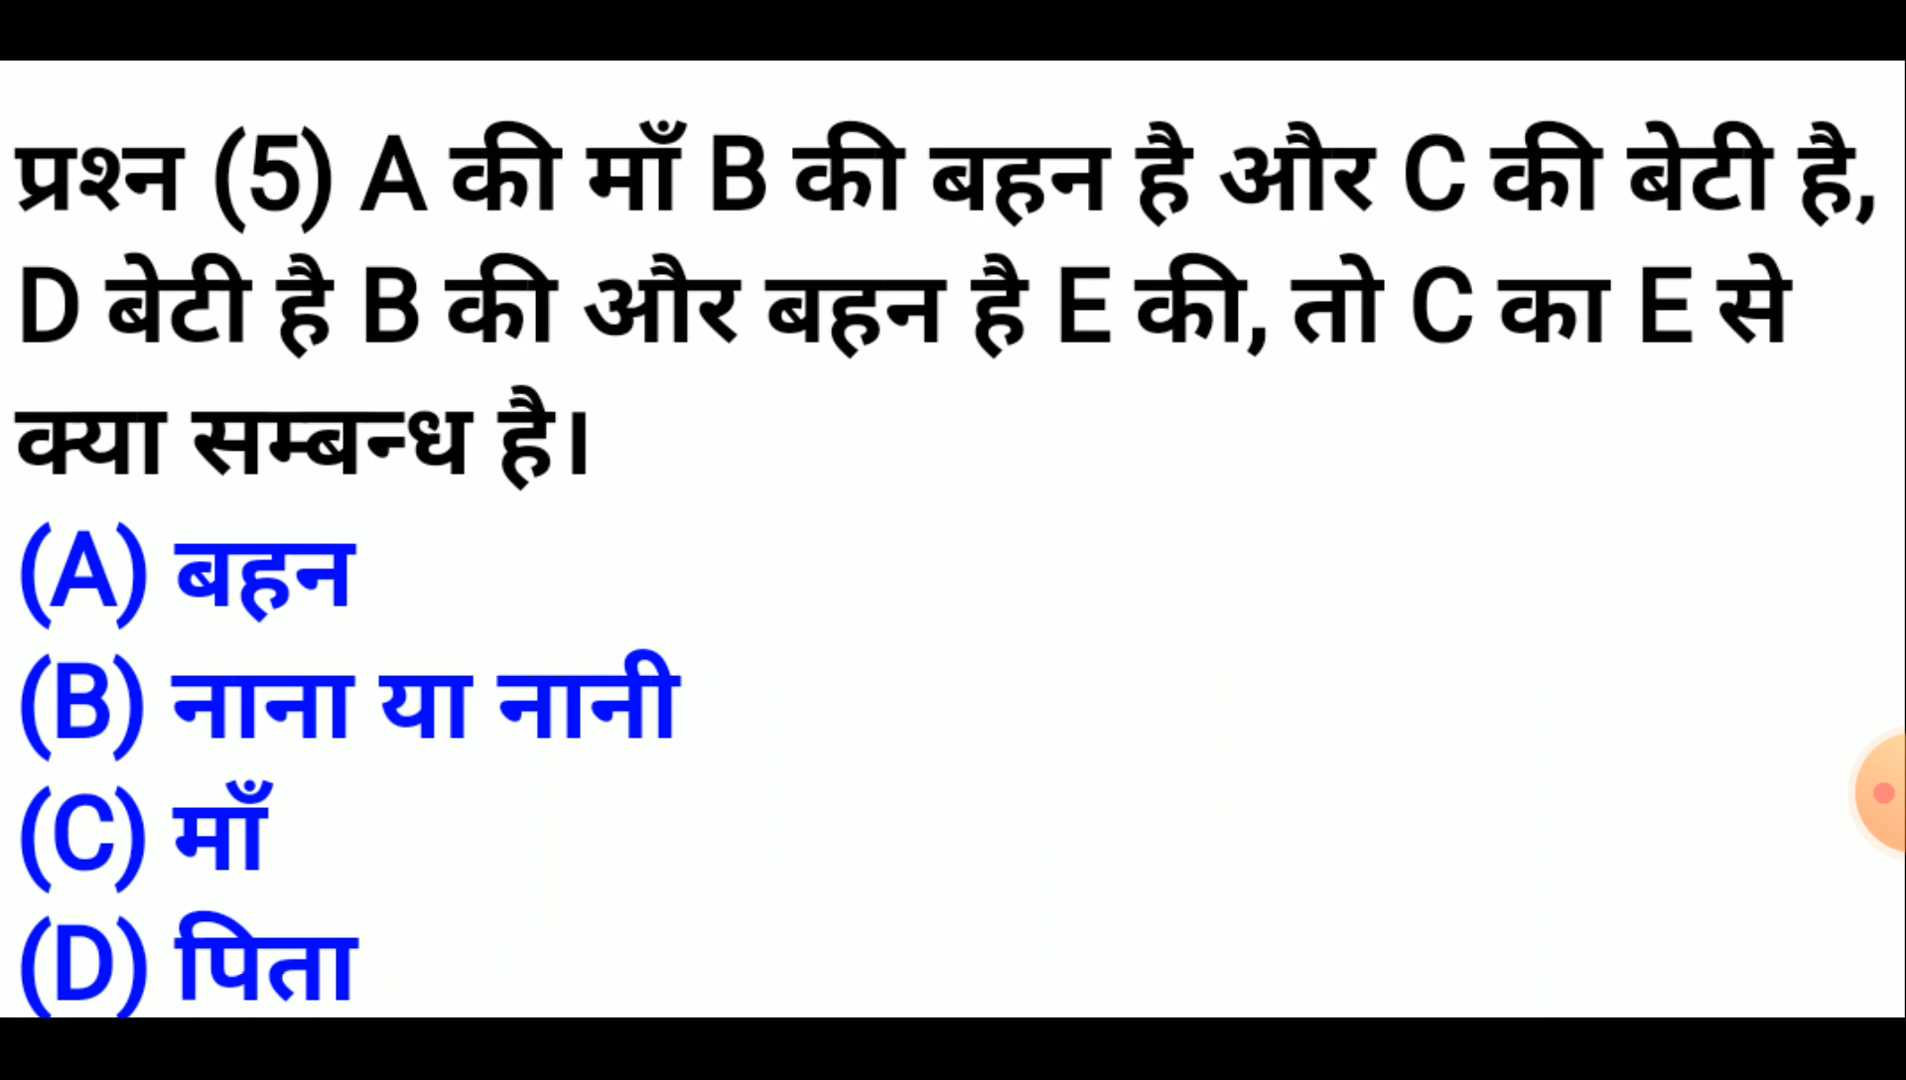 प्रश्न (5) A की माँ B की बहन है और C की बेटी है,
D बेटी है B की और बहन है E की, तो C का E से
क्या सम्बन्ध है।
(A) बहन
(B) नाना या नानी
(C) माँ
(D) पिता